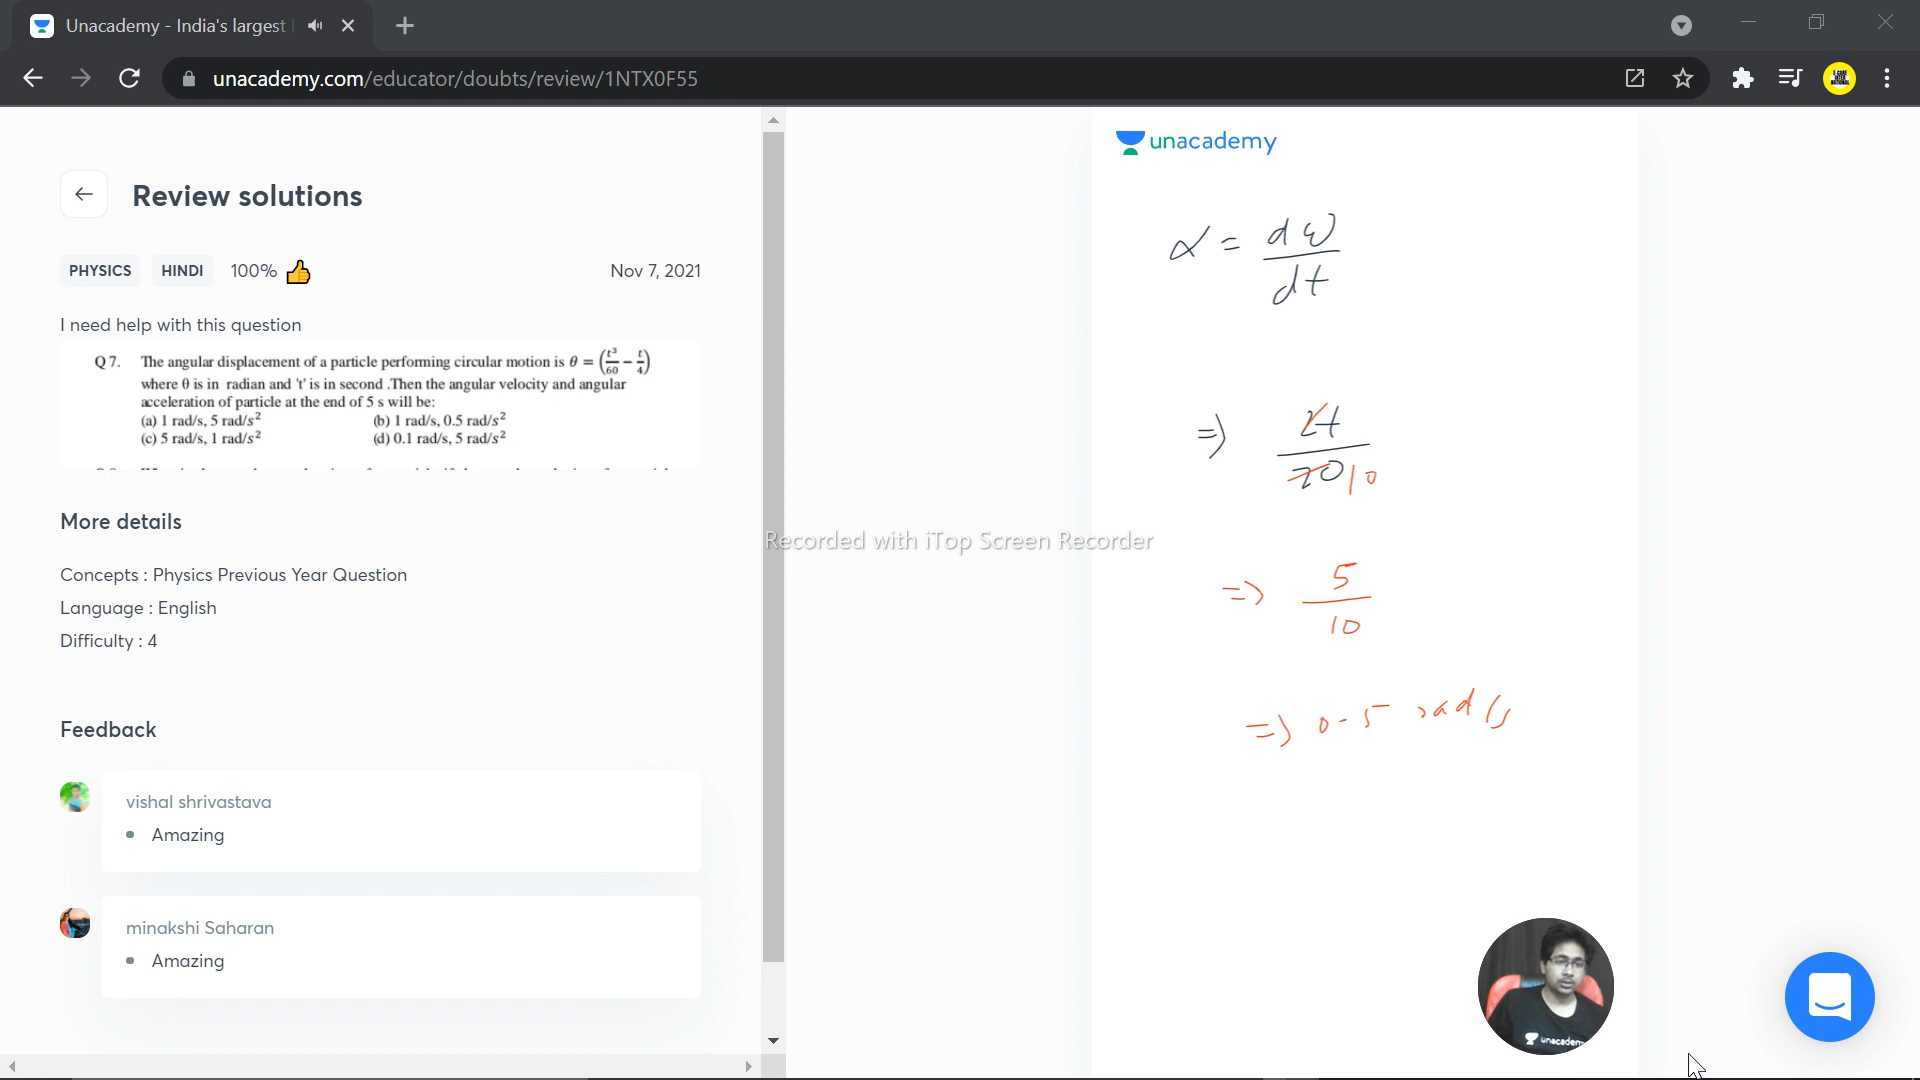 Unacademy - India's largest
unacademy.com/educator/doubts/review/1NTX0F55
Review solutions
PHYSICS HINDI 100% 👍 Nov 7, 2021
I need help with this question
Q 7. The angular displacement of a particle performing circular motion is θ = (t³/60 − t/4)
where θ is in radian and 't' is in second .Then the angular velocity and angular
acceleration of particle at the end of 5 s will be:
(a) 1 rad/s, 5 rad/s² (b) 1 rad/s, 0.5 rad/s²
(c) 5 rad/s, 1 rad/s² (d) 0.1 rad/s, 5 rad/s²
More details
Concepts : Physics Previous Year Question
Language : English
Difficulty : 4
Feedback
vishal shrivastava
• Amazing
minakshi Saharan
• Amazing
unacademy
α = dω/dt
=> 2t/20 10
=> 5/10
=> 0-5 rad/s
Recorded with iTop Screen Recorder
unacademy